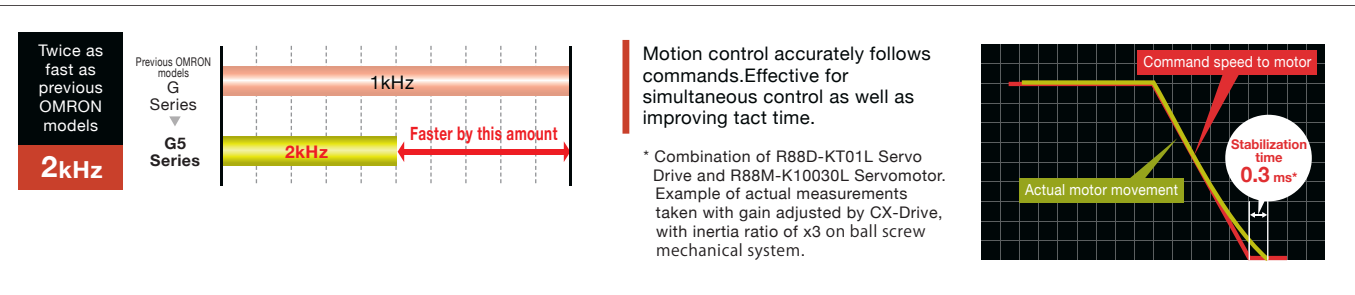 Twice as
fast as
previous
OMRON
models
2kHz
Previous OMRON
models
G
Series
G5
Series
1kHz
2kHz
Faster by this amount
Motion control accurately follows
commands.Effective for
simultaneous control as well as
improving tact time.
* Combination of R88D-KT01L Servo
Drive and R88M-K10030L Servomotor.
Example of actual measurements
taken with gain adjusted by CX-Drive,
with inertia ratio of x3 on ball screw
mechanical system.
Command speed to motor
Actual motor movement
Stabilization
time
0.3 ms*